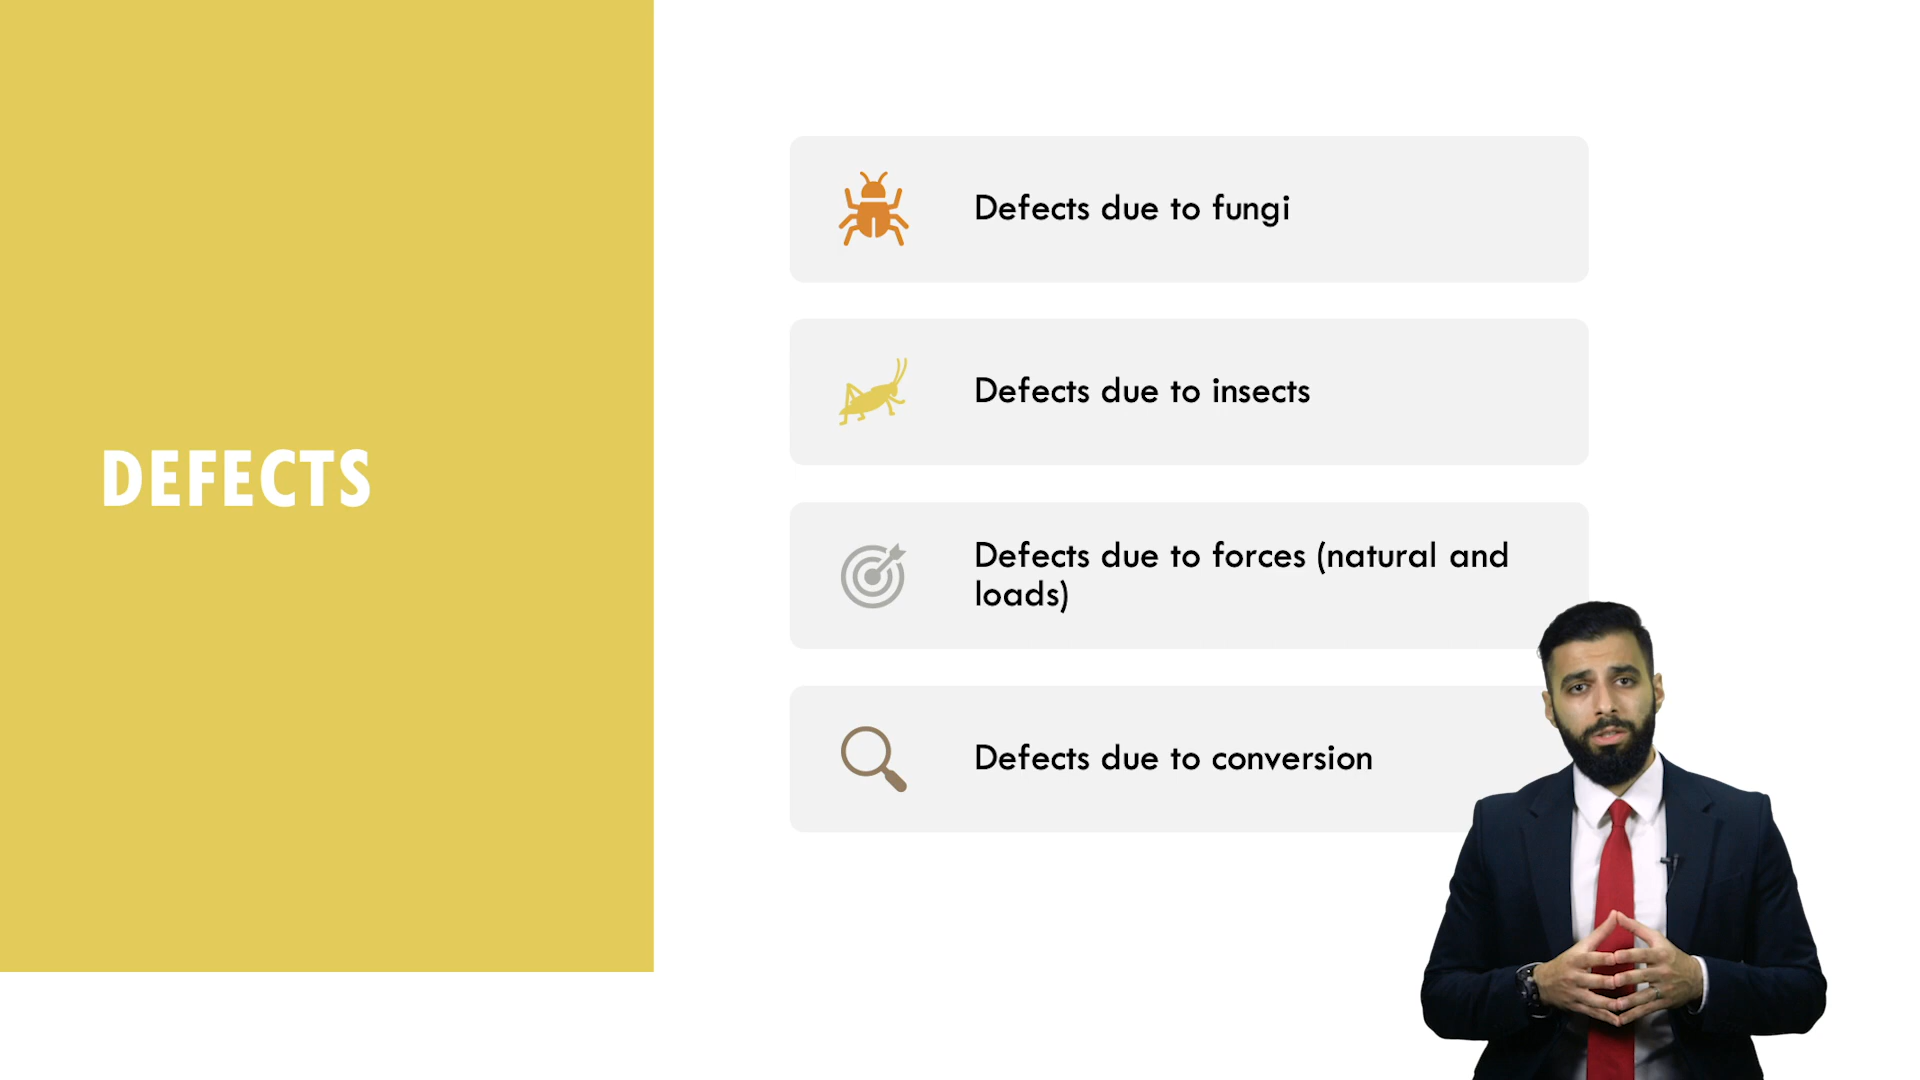 DEFECTS
Defects due to fungi
Defects due to insects
Defects due to forces (natural and
loads)
Defects due to conversion